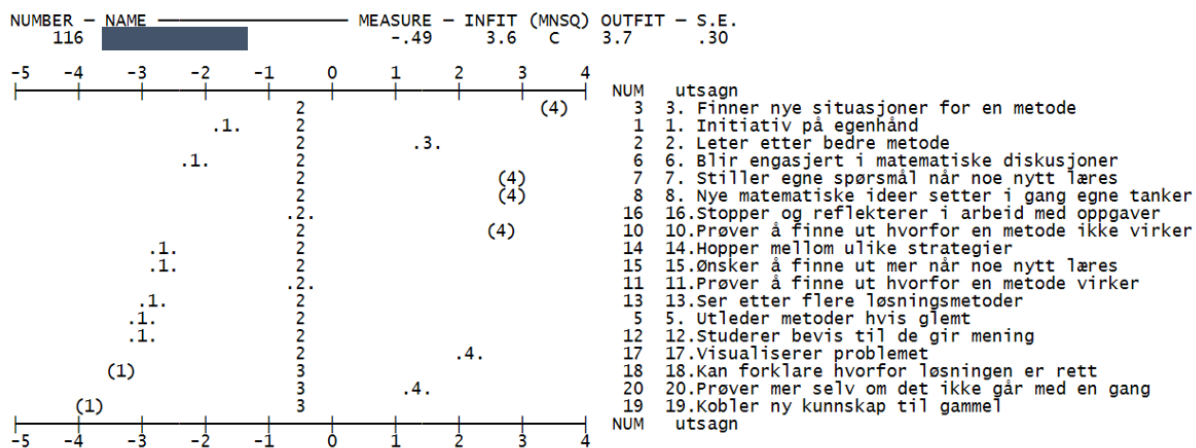 NUMBER – NAME ——————————— MEASURE – INFIT (MNSQ) OUTFIT – S.E.
116 -.49 3.6 C 3.7 .30
-5 -4 -3 -2 -1 0 1 2 3 4
NUM utsagn
2 (4) 3 3. Finner nye situasjoner for en metode
.1. 2 1 1. Initiativ på egenhånd
2 .3. 2 2. Leter etter bedre metode
.1. 2 6 6. Blir engasjert i matematiske diskusjoner
2 (4) 7 7. Stiller egne spørsmål når noe nytt læres
2 (4) 8 8. Nye matematiske ideer setter i gang egne tanker
.2. 16 16.Stopper og reflekterer i arbeid med oppgaver
2 (4) 10 10.Prøver å finne ut hvorfor en metode ikke virker
.1. 2 14 14.Hopper mellom ulike strategier
.1. 2 15 15.Ønsker å finne ut mer når noe nytt læres
.2. 11 11.Prøver å finne ut hvorfor en metode virker
.1. 2 13 13.Ser etter flere løsningsmetoder
.1. 2 5 5. Utleder metoder hvis glemt
.1. 2 12 12.Studerer bevis til de gir mening
2 .4. 17 17.Visualiserer problemet
(1) 3 18 18.Kan forklare hvorfor løsningen er rett
3 .4. 20 20.Prøver mer selv om det ikke går med en gang
(1) 3 19 19.Kobler ny kunnskap til gammel
NUM utsagn
-5 -4 -3 -2 -1 0 1 2 3 4